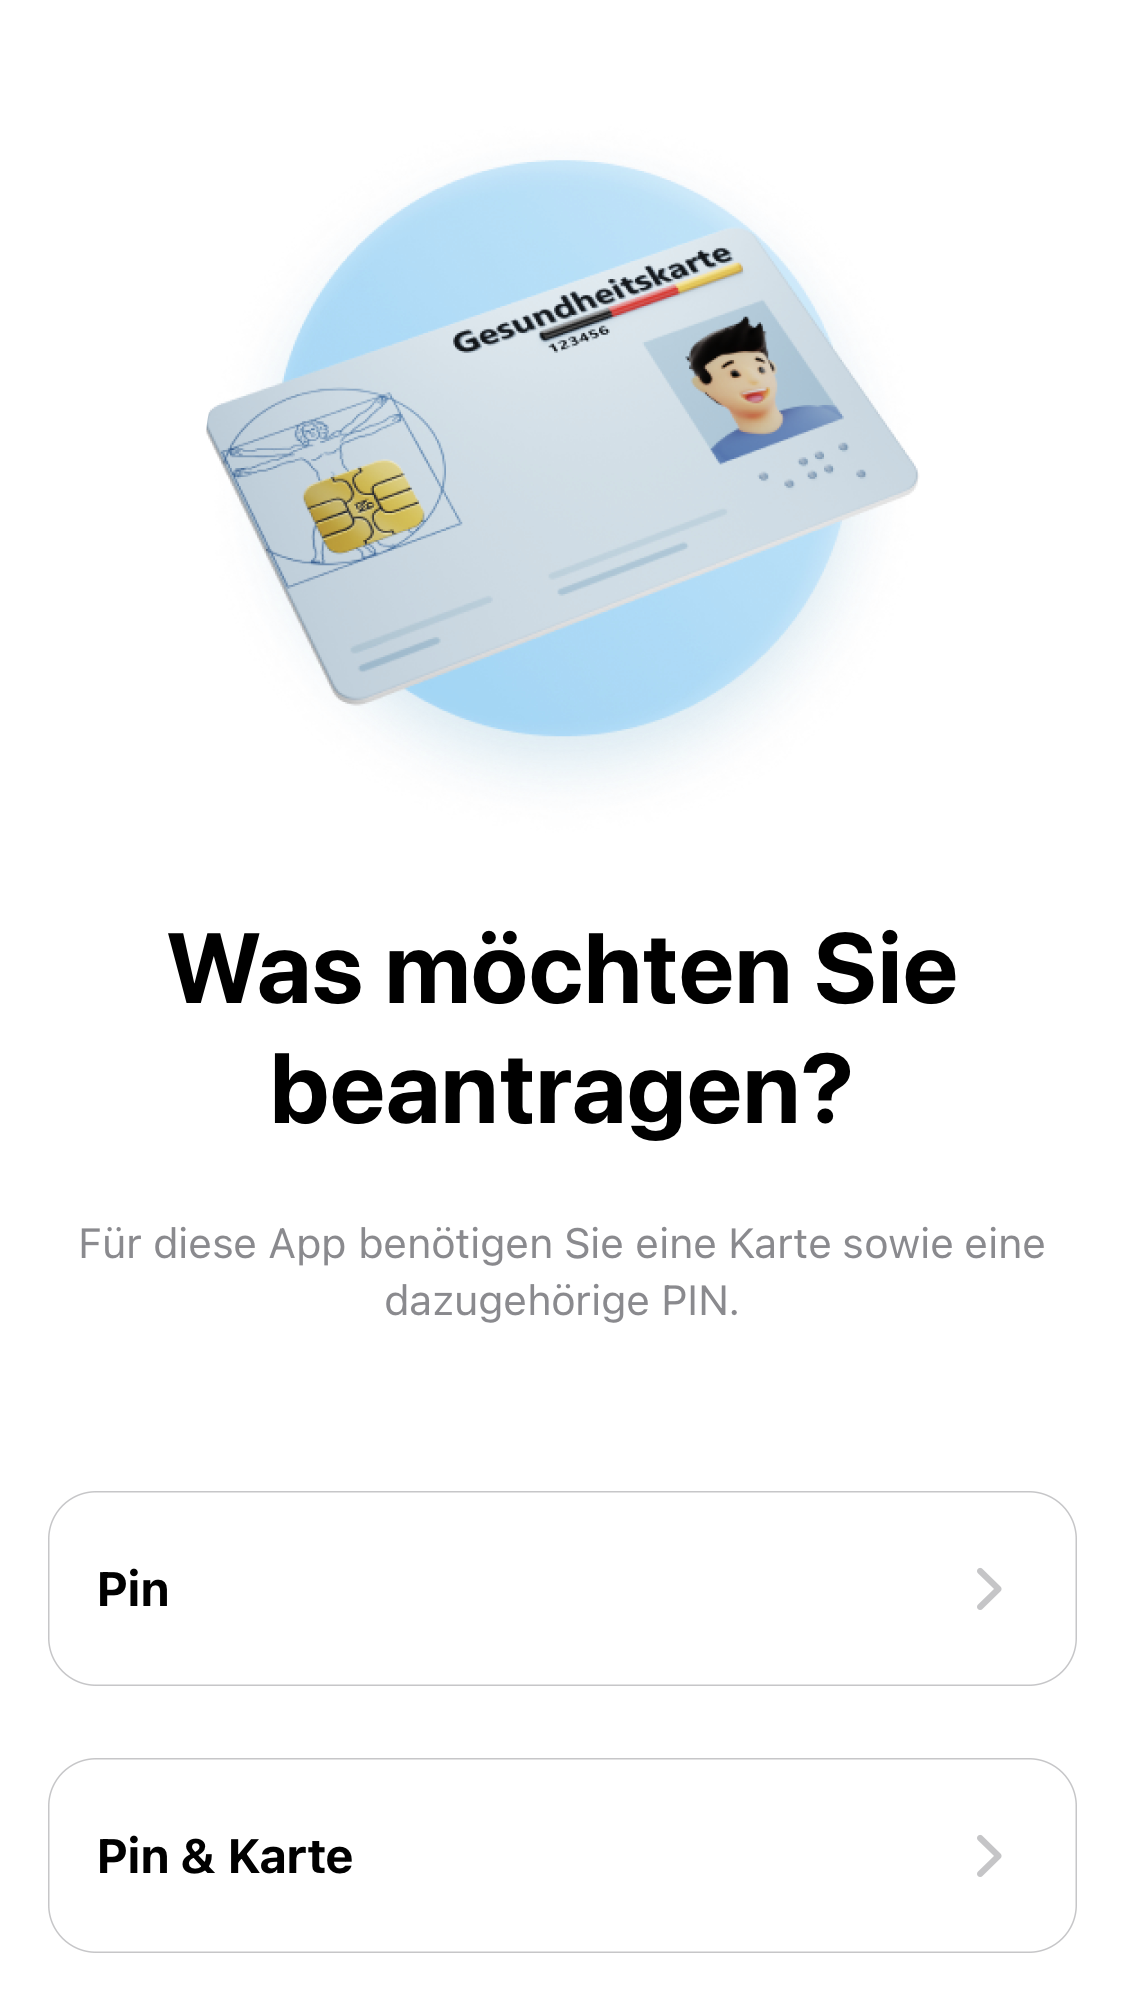 Gesundheitskarte
123456
Was möchten Sie
beantragen?
Für diese App benötigen Sie eine Karte sowie eine
dazugehörige PIN.
Pin
Pin & Karte